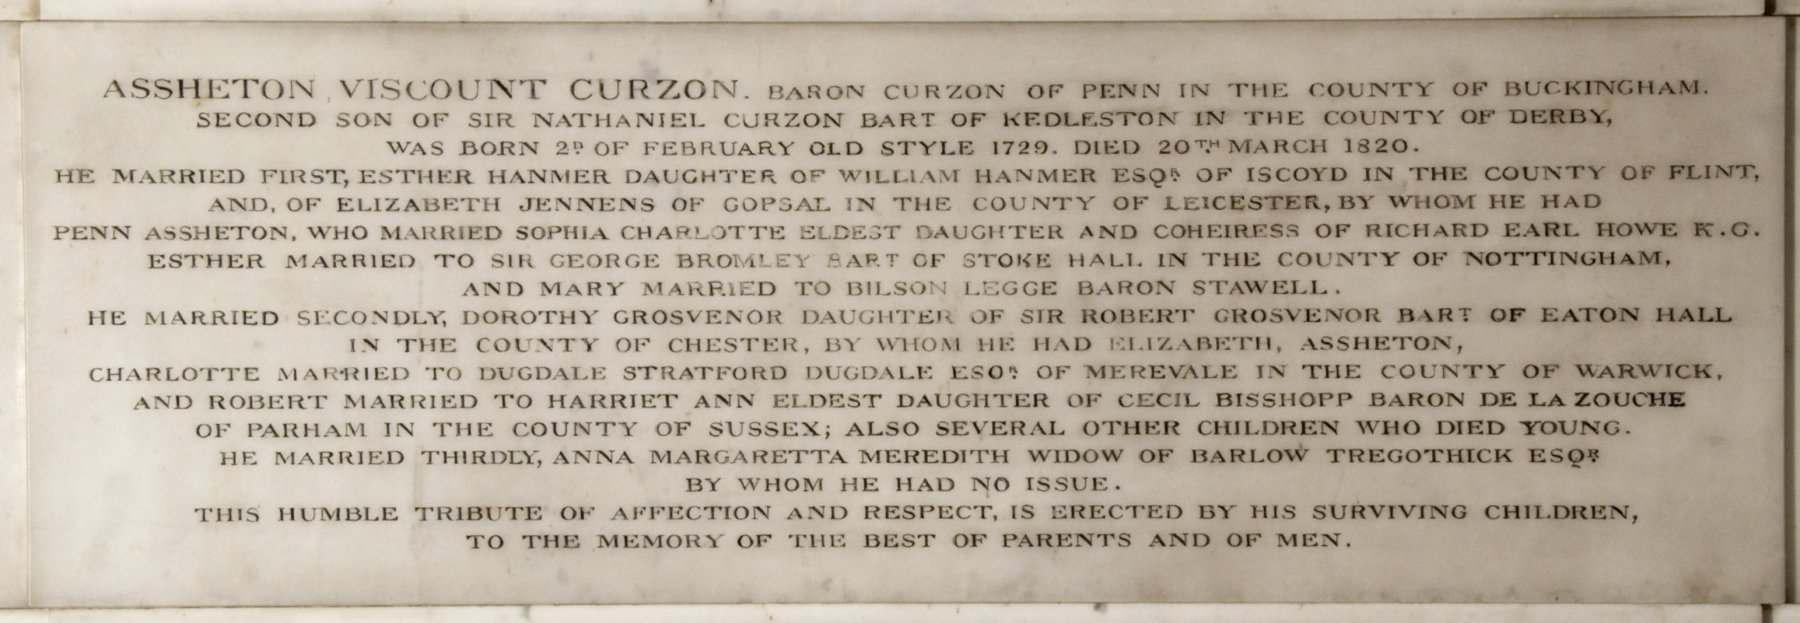 ASSHETON VISCOUNT CURZON. BARON CURZON OF PENN IN THE COUNTY OF BUCKINGHAM.
SECOND SON OF SIR NATHANIEL CURZON BART OF KEDLESTON IN THE COUNTY OF DERBY,
WAS BORN 2D OF FEBRUARY OLD STYLE 1729. DIED 20TH MARCH 1820.
HE MARRIED FIRST, ESTHER HANMER DAUGHTER OF WILLIAM HANMER ESQR OF ISCOYD IN THE COUNTY OF FLINT,
AND, OF ELIZABETH JENNENS OF GOPSAL IN THE COUNTY OF LEICESTER, BY WHOM HE HAD
PENN ASSHETON, WHO MARRIED SOPHIA CHARLOTTE ELDEST DAUGHTER AND COHEIRESS OF RICHARD EARL HOWE K.G.
ESTHER MARRIED TO SIR GEORGE BROMLEY BART OF STOKE HALL IN THE COUNTY OF NOTTINGHAM,
AND MARY MARRIED TO BILSON LEGGE BARON STAWELL.
HE MARRIED SECONDLY, DOROTHY GROSVENOR DAUGHTER OF SIR ROBERT GROSVENOR BART OF EATON HALL
IN THE COUNTY OF CHESTER, BY WHOM HE HAD ELIZABETH, ASSHETON,
CHARLOTTE MARRIED TO DUGDALE STRATFORD DUGDALE ESQR OF MEREVALE IN THE COUNTY OF WARWICK,
AND ROBERT MARRIED TO HARRIET ANN ELDEST DAUGHTER OF CECIL BISSHOPP BARON DE LA ZOUCHE
OF PARHAM IN THE COUNTY OF SUSSEX; ALSO SEVERAL OTHER CHILDREN WHO DIED YOUNG.
HE MARRIED THIRDLY, ANNA MARGARETTA MEREDITH WIDOW OF BARLOW TREGOTHICK ESQR
BY WHOM HE HAD NO ISSUE.
THIS HUMBLE TRIBUTE OF AFFECTION AND RESPECT, IS ERECTED BY HIS SURVIVING CHILDREN,
TO THE MEMORY OF THE BEST OF PARENTS AND OF MEN.